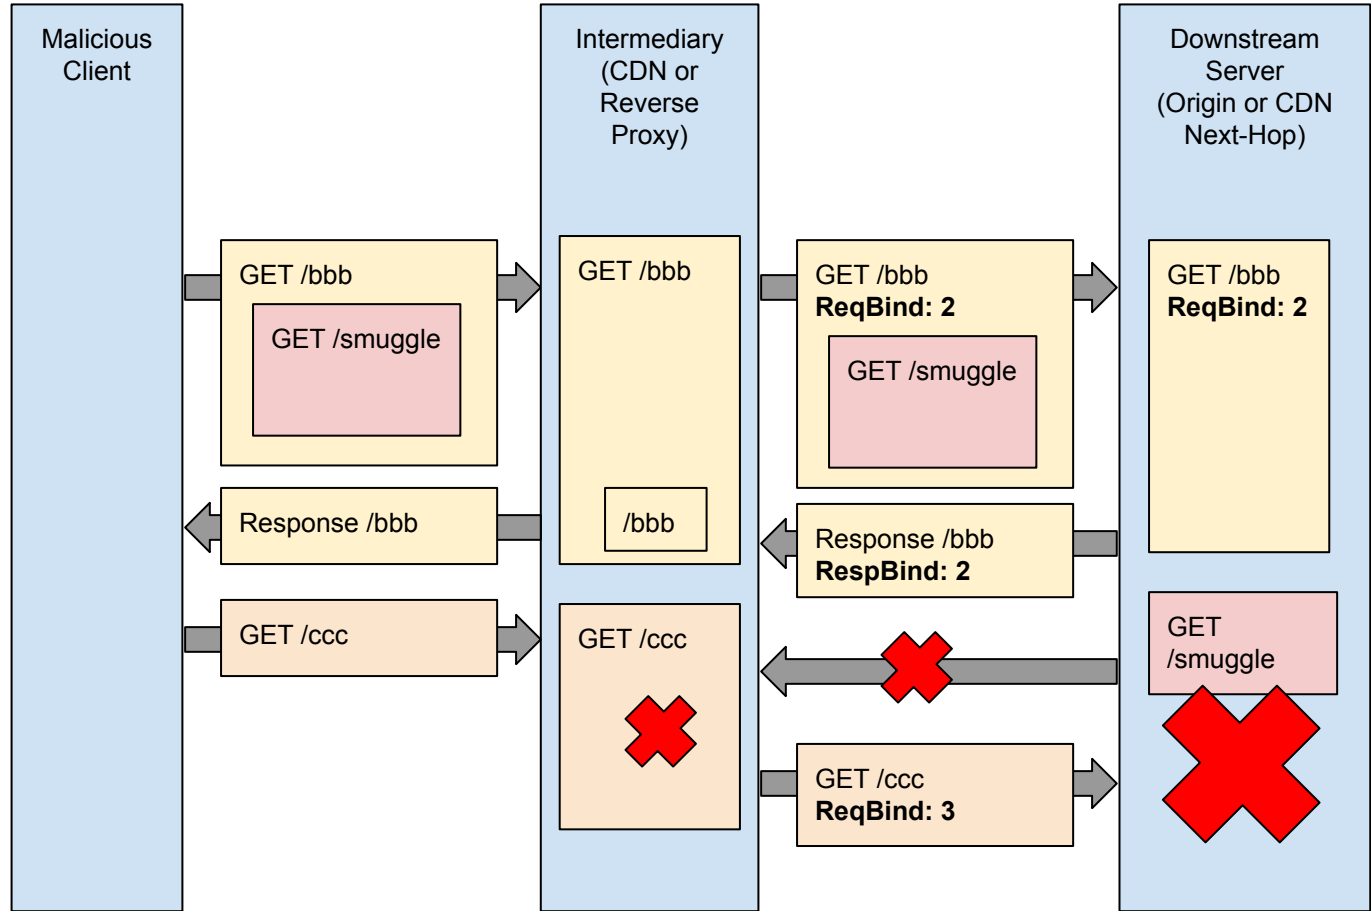 Malicious
Client
Intermediary
(CDN or
Reverse
Proxy)
Downstream
Server
(Origin or CDN
Next-Hop)
GET /bbb
GET /smuggle
GET /bbb
GET /bbb
ReqBind: 2
GET /smuggle
GET /bbb
ReqBind: 2
Response /bbb
/bbb
Response /bbb
RespBind: 2
GET /ccc
GET /ccc
GET
/smuggle
GET /ccc
ReqBind: 3